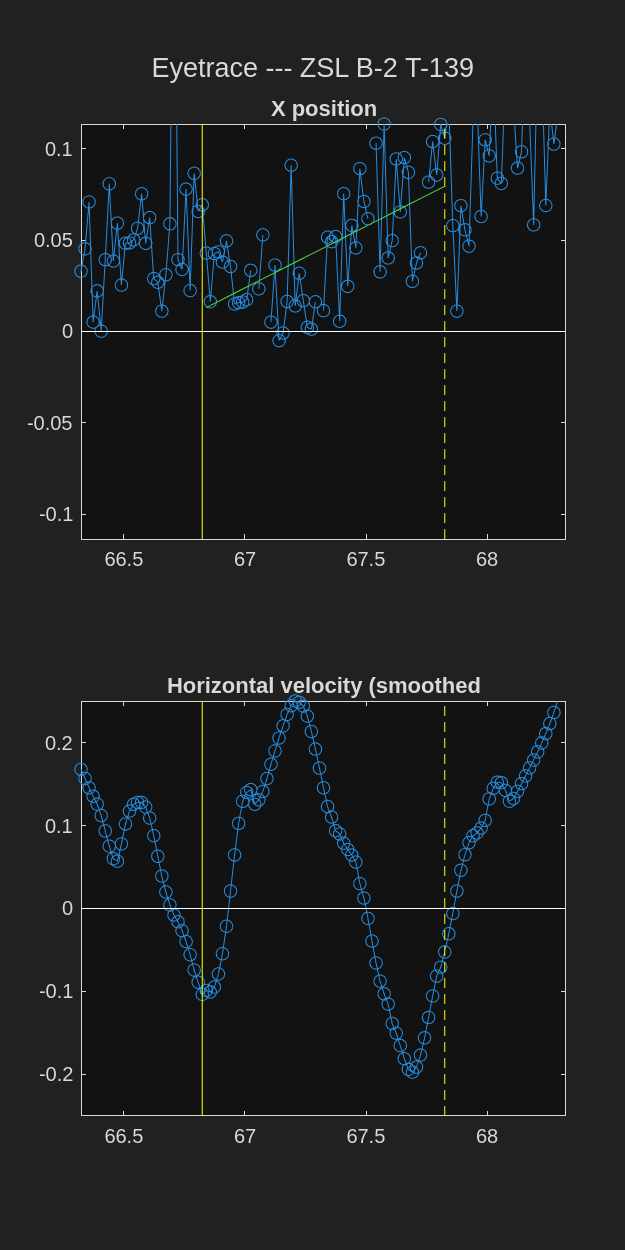 Eyetrace --- ZSL B-2 T-139
X position
0.1
0.05
0
-0.05
-0.1
66.5 67 67.5 68
Horizontal velocity (smoothed
0.2
0.1
0
-0.1
-0.2
66.5 67 67.5 68